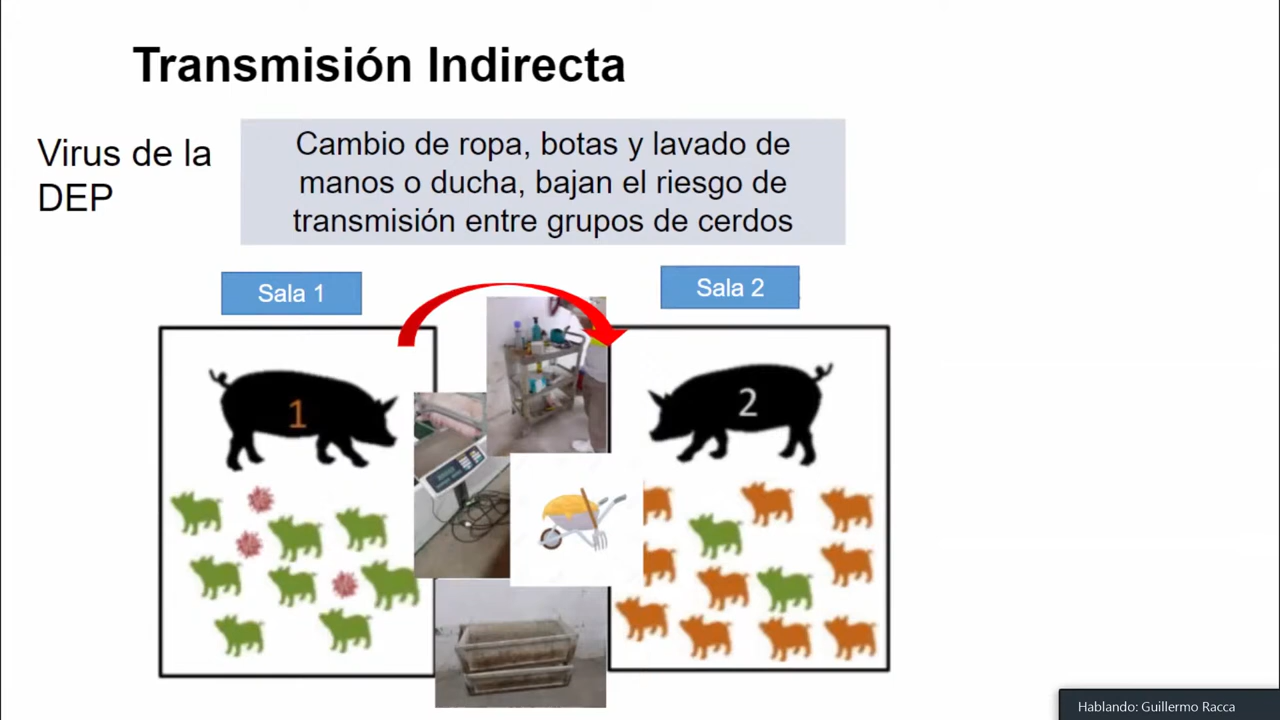 Transmisión Indirecta
Virus de la
DEP
Cambio de ropa, botas y lavado de
manos o ducha, bajan el riesgo de
transmisión entre grupos de cerdos
Sala 1
Sala 2
1
2
Hablando: Guillermo Racca